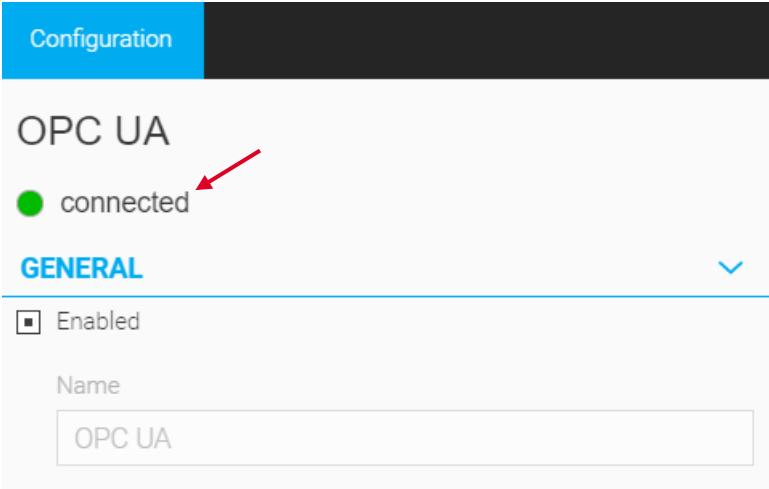 Configuration
OPC UA
connected
GENERAL
Enabled
Name
OPC UA